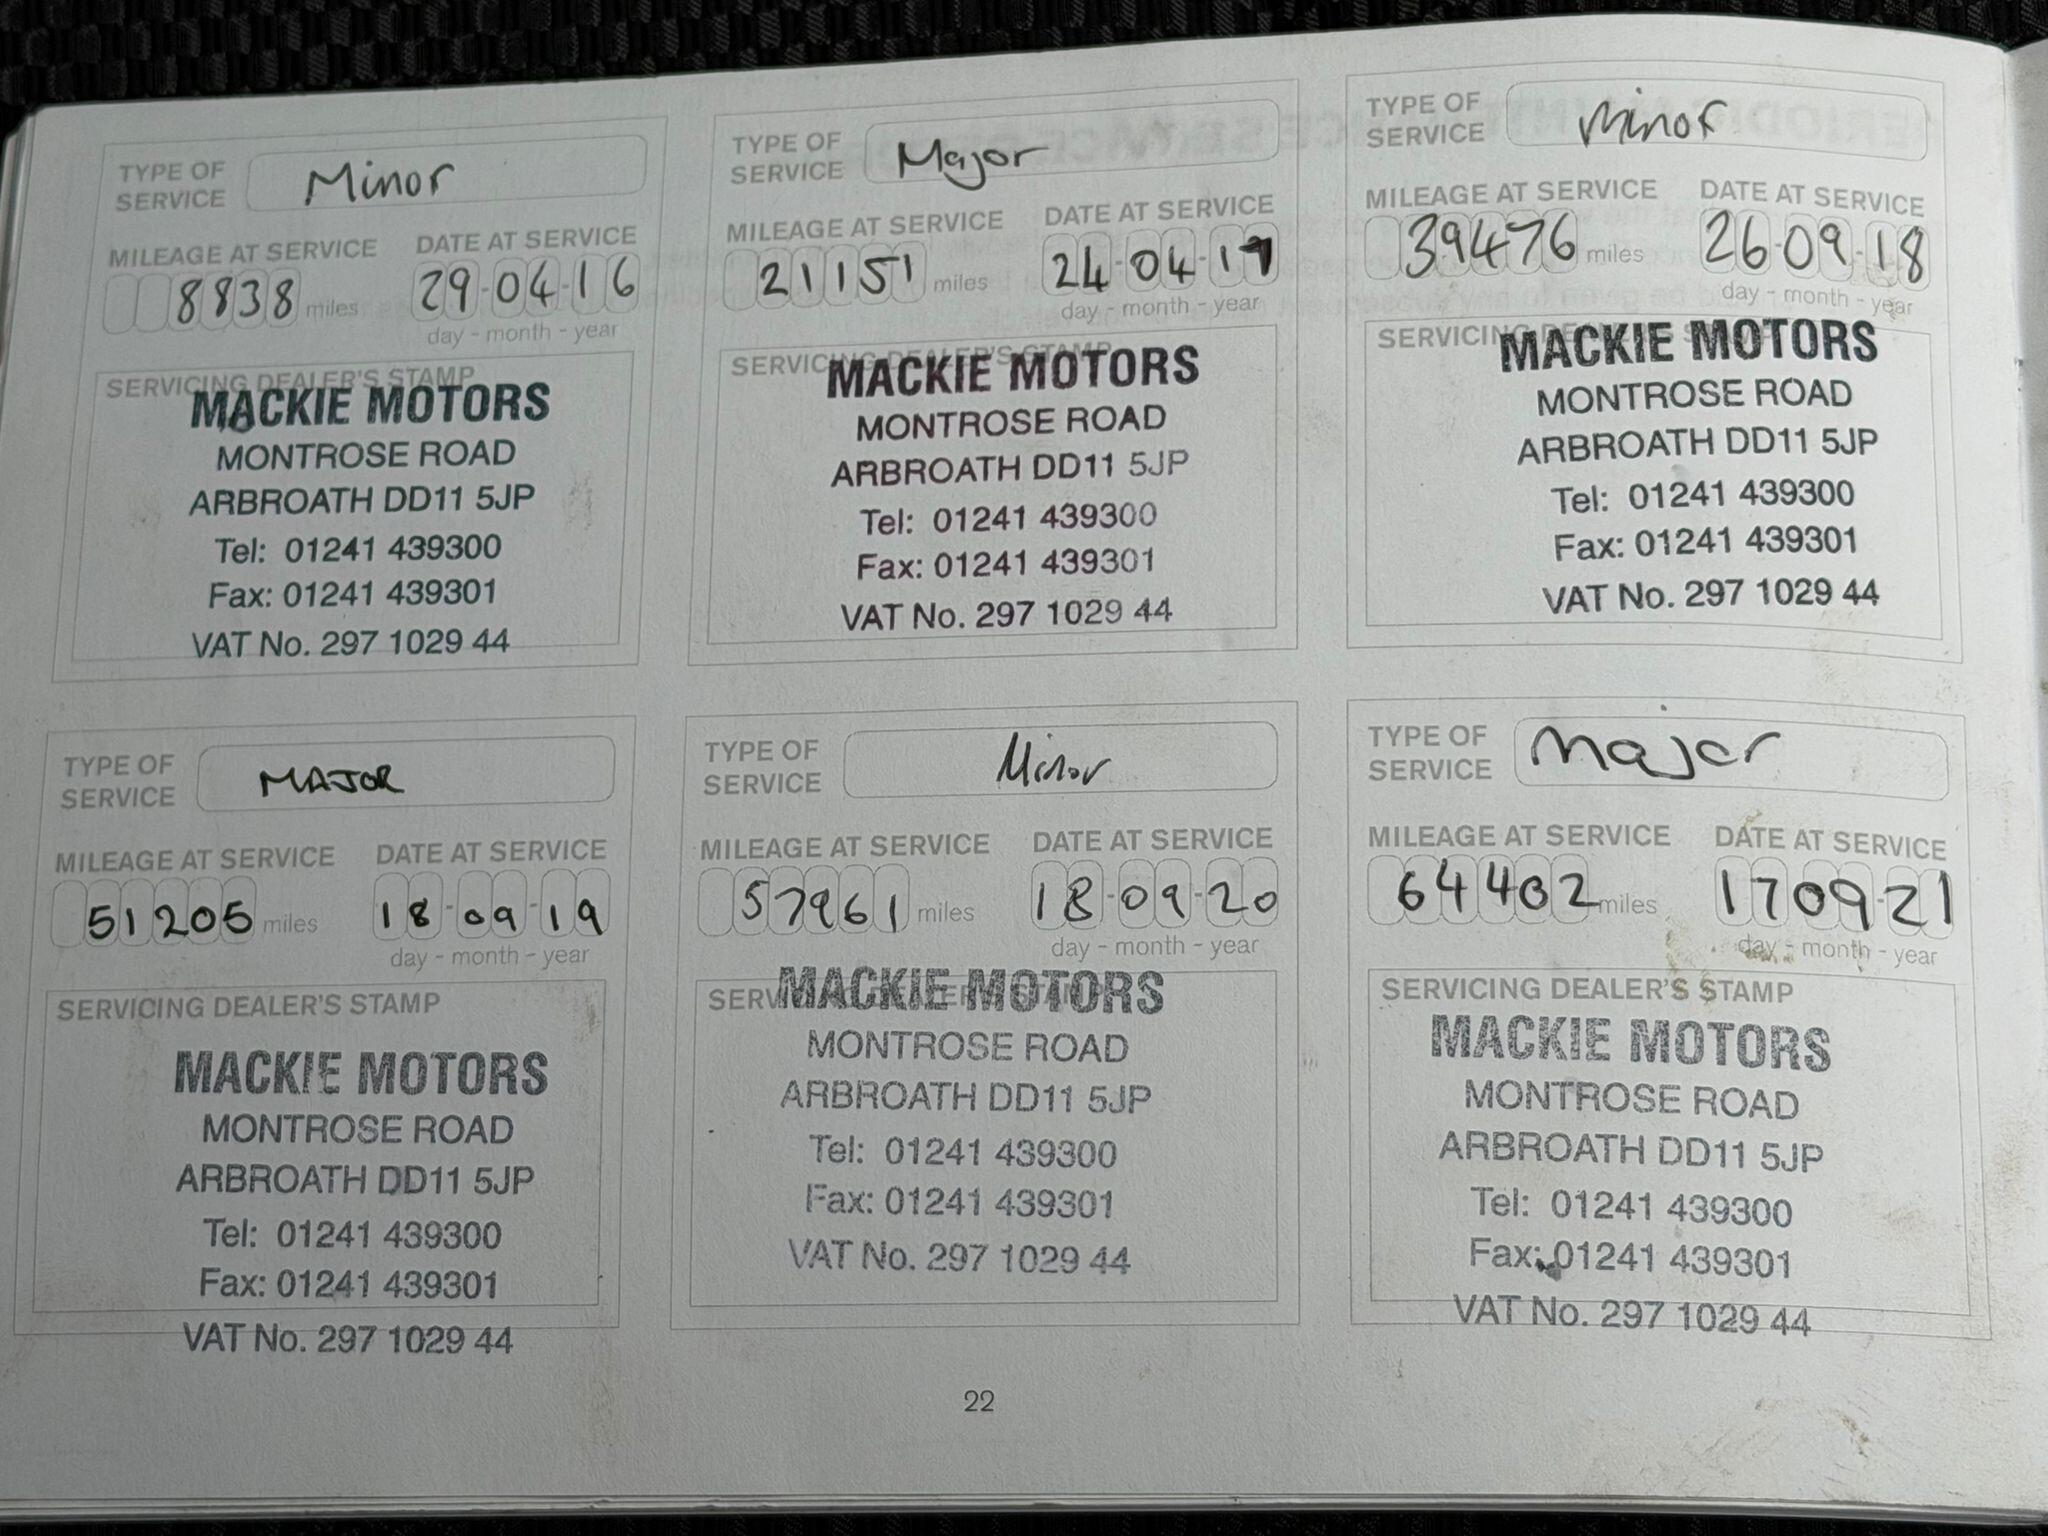 TYPE OF SERVICE Minor
MILEAGE AT SERVICE DATE AT SERVICE
8838 miles 29-04-16
day - month - year
SERVICING DEALER'S STAMP
MACKIE MOTORS
MONTROSE ROAD
ARBROATH DD11 5JP
Tel: 01241 439300
Fax: 01241 439301
VAT No. 297 1029 44
TYPE OF SERVICE Major
MILEAGE AT SERVICE DATE AT SERVICE
21151 miles 24-04-17
day - month - year
SERVICING DEALER'S STAMP
MACKIE MOTORS
MONTROSE ROAD
ARBROATH DD11 5JP
Tel: 01241 439300
Fax: 01241 439301
VAT No. 297 1029 44
TYPE OF SERVICE Minor
MILEAGE AT SERVICE DATE AT SERVICE
39476 miles 26-09-18
day - month - year
SERVICING DEALER'S STAMP
MACKIE MOTORS
MONTROSE ROAD
ARBROATH DD11 5JP
Tel: 01241 439300
Fax: 01241 439301
VAT No. 297 1029 44
TYPE OF SERVICE MAJOR
MILEAGE AT SERVICE DATE AT SERVICE
51205 miles 18-09-19
day - month - year
SERVICING DEALER'S STAMP
MACKIE MOTORS
MONTROSE ROAD
ARBROATH DD11 5JP
Tel: 01241 439300
Fax: 01241 439301
VAT No. 297 1029 44
TYPE OF SERVICE Minor
MILEAGE AT SERVICE DATE AT SERVICE
57961 miles 18-09-20
day - month - year
SERVICING DEALER'S STAMP
MACKIE MOTORS
MONTROSE ROAD
ARBROATH DD11 5JP
Tel: 01241 439300
Fax: 01241 439301
VAT No. 297 1029 44
TYPE OF SERVICE Major
MILEAGE AT SERVICE DATE AT SERVICE
64402 miles 17-09-21
day - month - year
SERVICING DEALER'S STAMP
MACKIE MOTORS
MONTROSE ROAD
ARBROATH DD11 5JP
Tel: 01241 439300
Fax: 01241 439301
VAT No. 297 1029 44
22